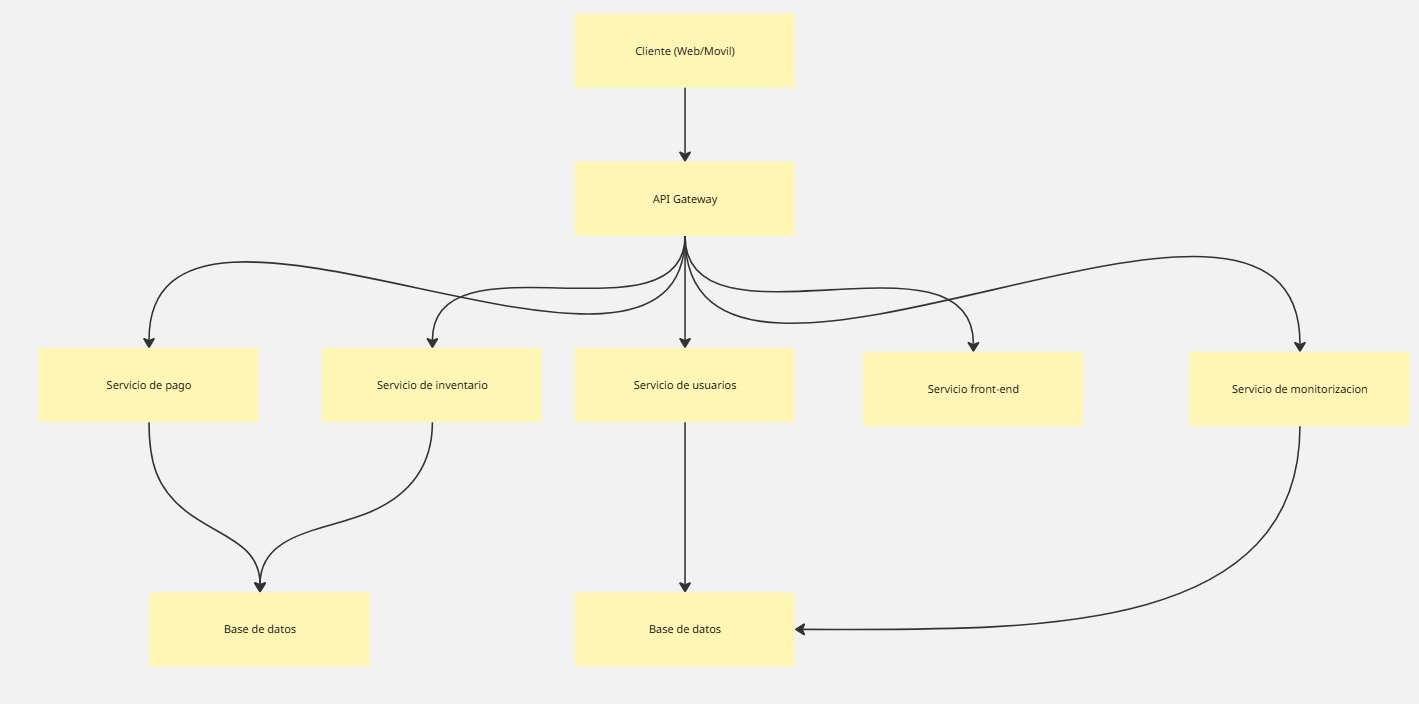 Cliente (Web/Movil)
API Gateway
Servicio de pago
Servicio de inventario
Servicio de usuarios
Servicio front-end
Servicio de monitorizacion
Base de datos
Base de datos